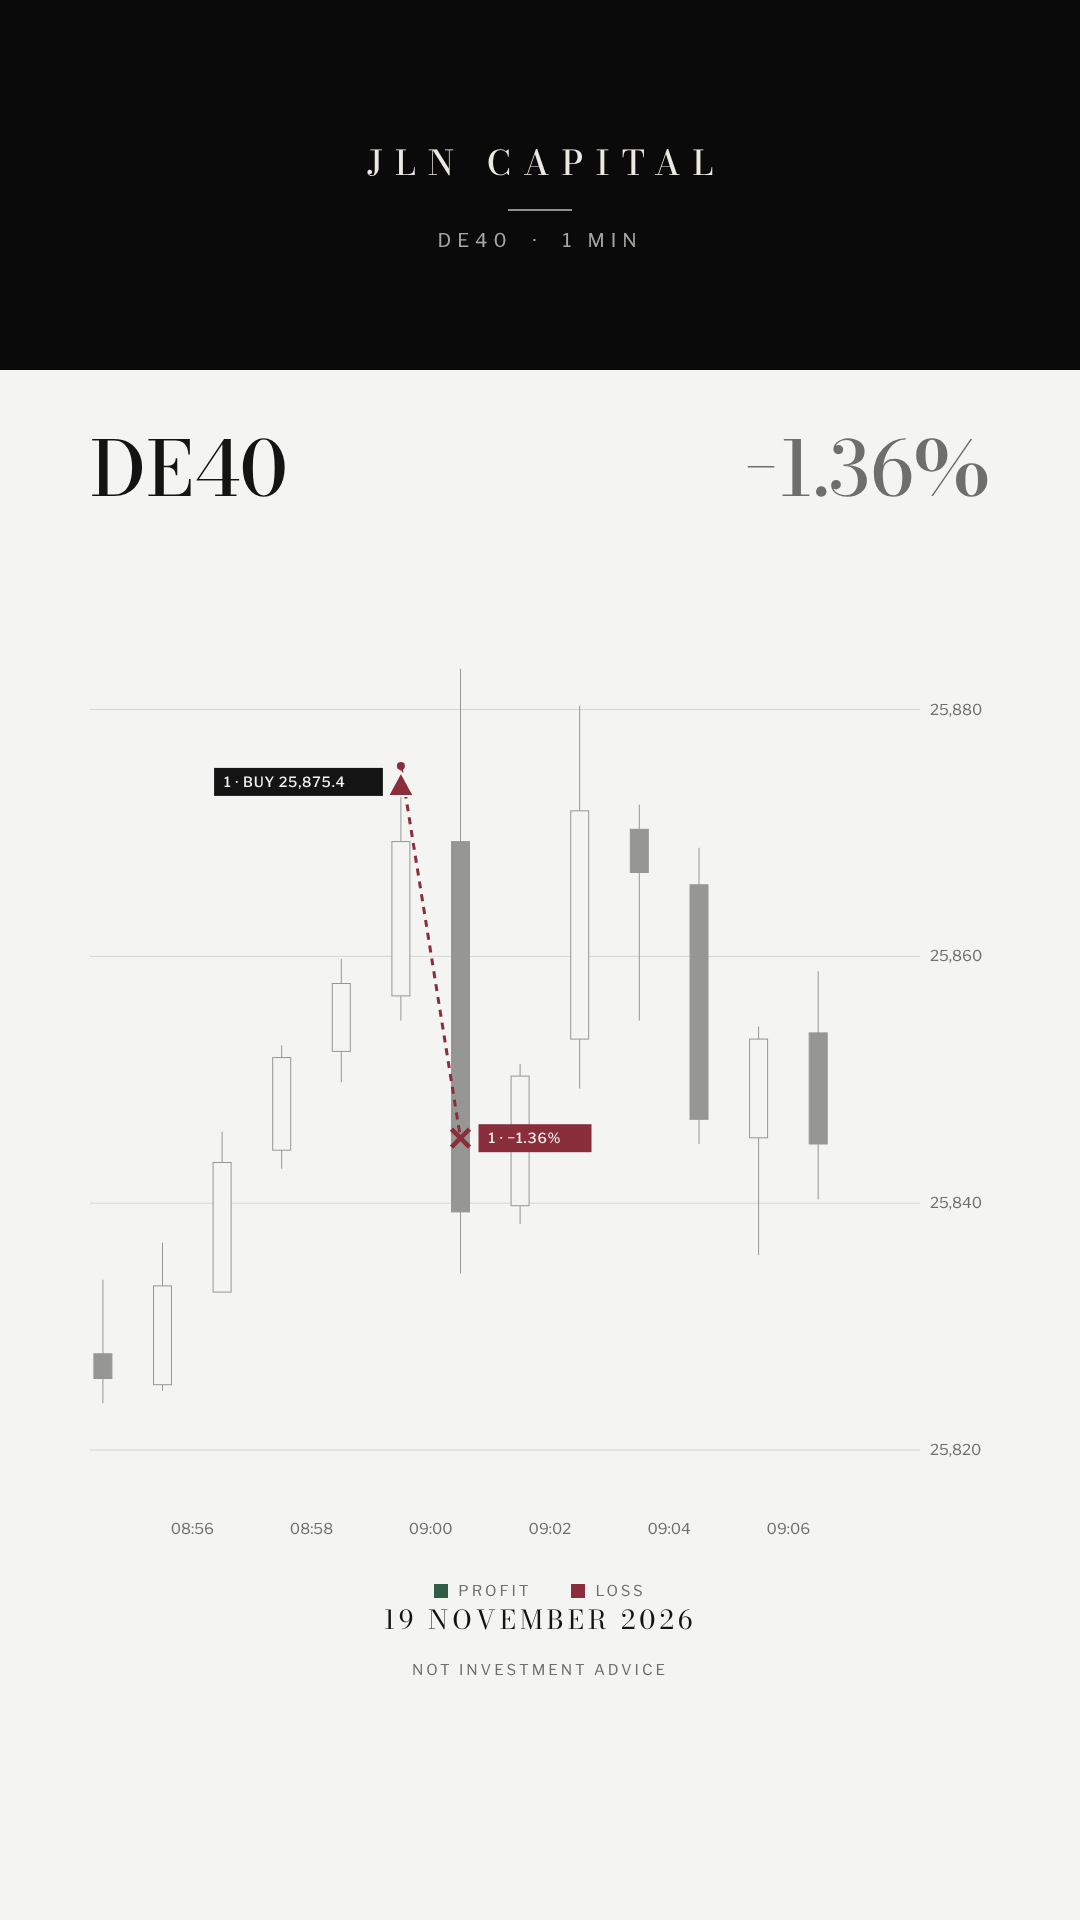 JLN CAPITAL
DE40 · 1 MIN
DE40
−1.36%
25,880
1 · BUY 25,875.4
25,860
1 · −1.36%
25,840
25,820
08:56 08:58 09:00 09:02 09:04 09:06
PROFIT LOSS
19 NOVEMBER 2026
NOT INVESTMENT ADVICE